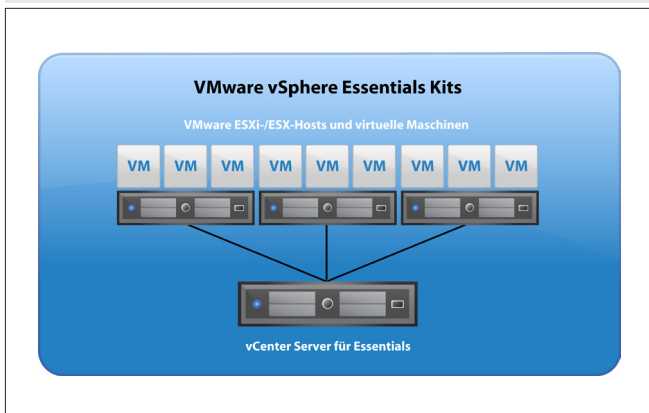 VMware vSphere Essentials Kits
VMware ESXi-/ESX-Hosts und virtuelle Maschinen
VM VM VM VM VM VM VM VM VM
vCenter Server für Essentials